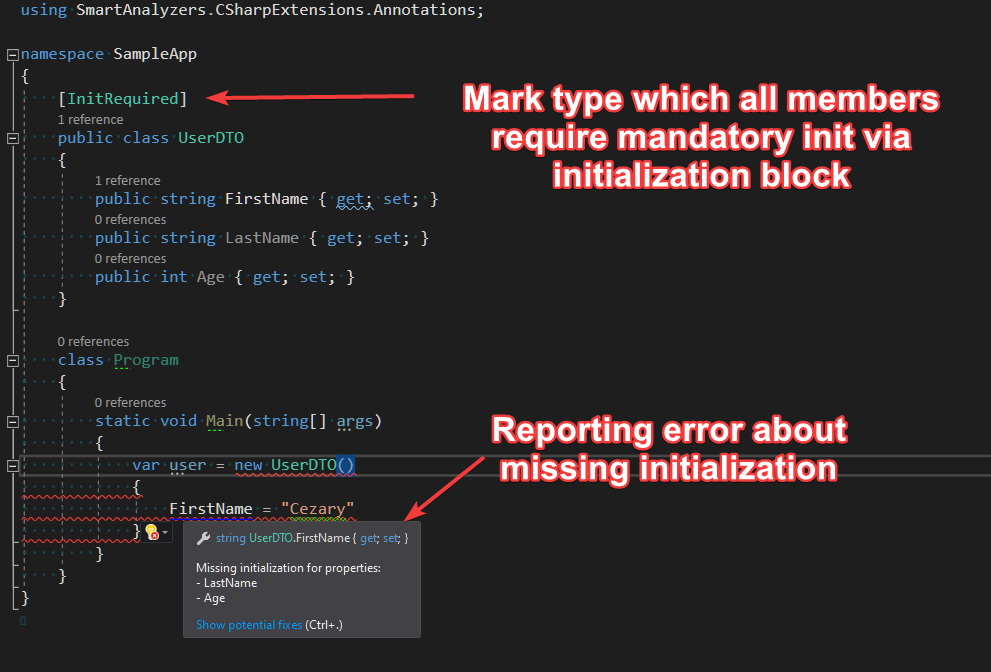 using SmartAnalyzers.CSharpExtensions.Annotations;
namespace SampleApp
{
[InitRequired]
Mark type which all members
require mandatory init via
initialization block
1 reference
public class UserDTO
{
1 reference
public string FirstName { get; set; }
0 references
public string LastName { get; set; }
0 references
public int Age { get; set; }
}
0 references
class Program
{
0 references
static void Main(string[] args)
{
Reporting error about
missing initialization
var user = new UserDTO()
{
FirstName = "Cezary"
}
string UserDTO.FirstName { get; set; }
Missing initialization for properties:
- LastName
- Age
Show potential fixes (Ctrl+.)
}
}
}